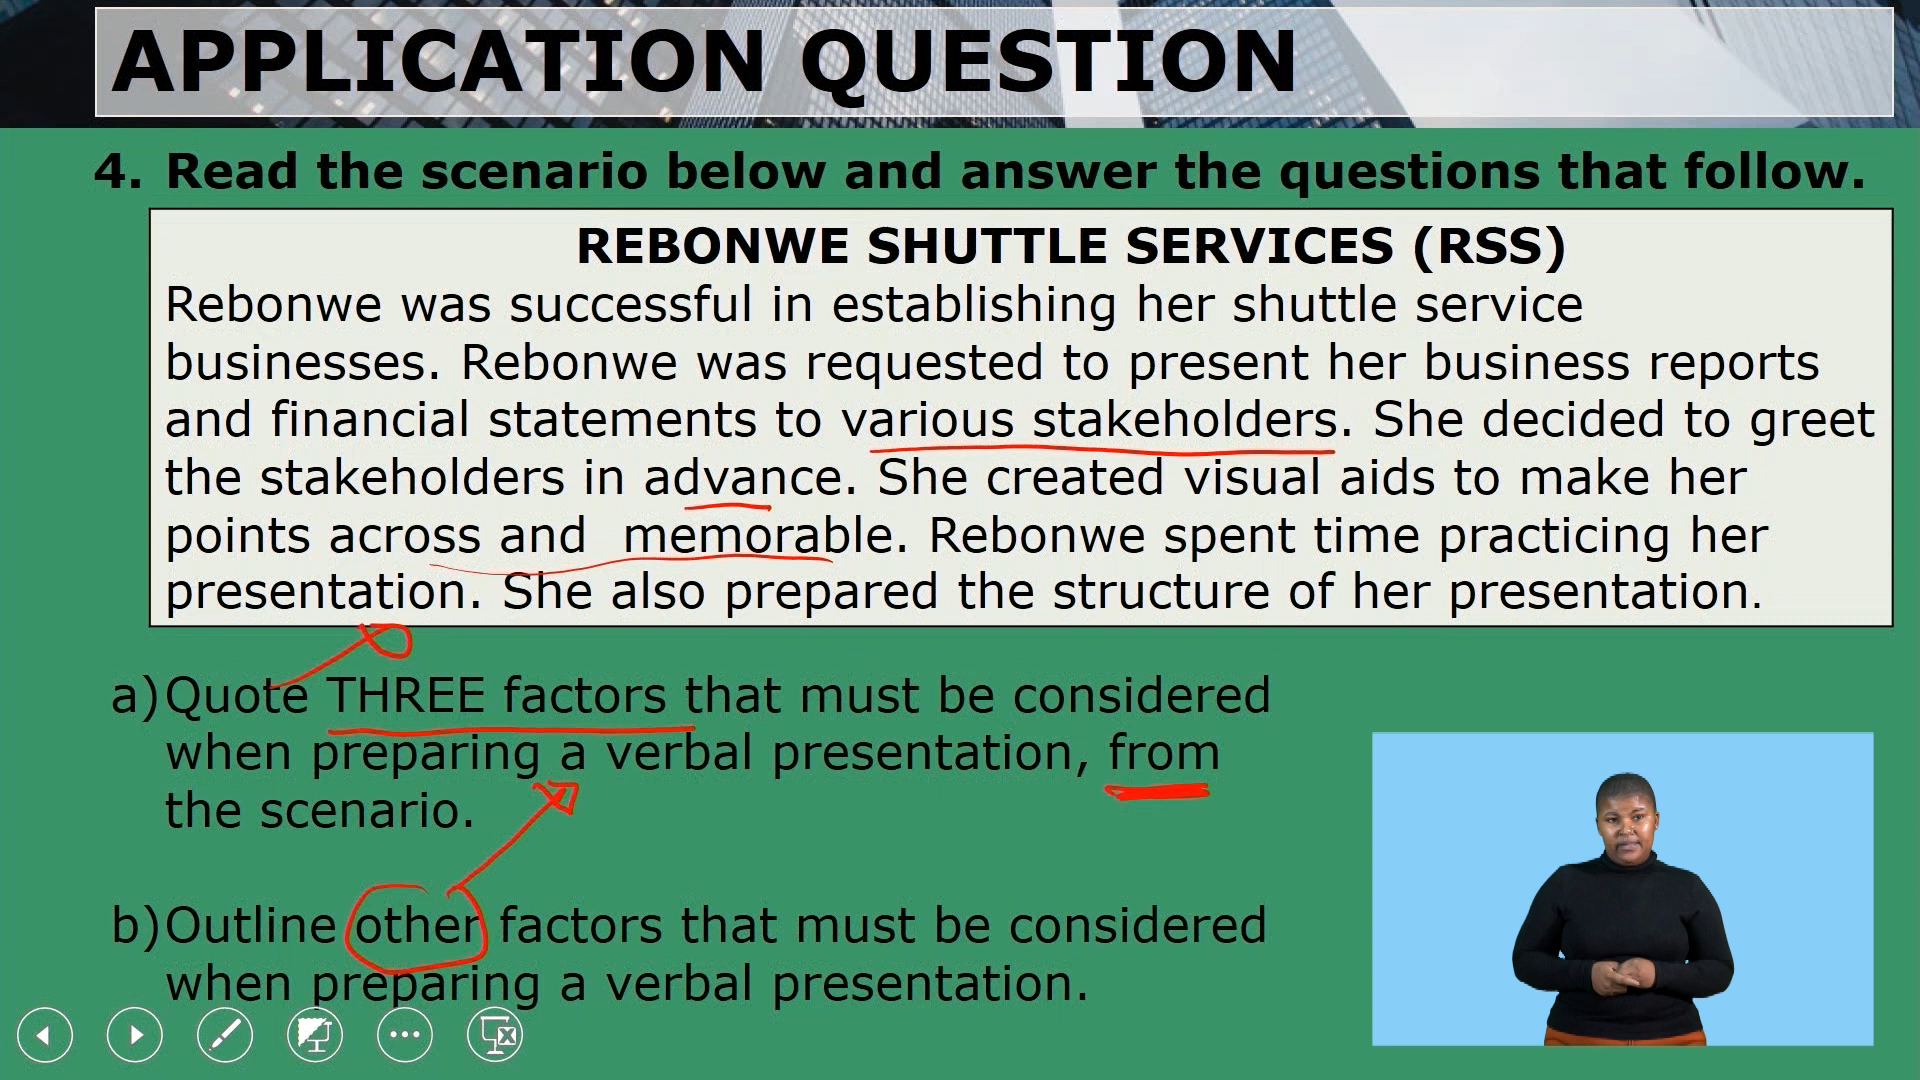 APPLICATION QUESTION
4. Read the scenario below and answer the questions that follow.
REBONWE SHUTTLE SERVICES (RSS)
Rebonwe was successful in establishing her shuttle service
businesses. Rebonwe was requested to present her business reports
and financial statements to various stakeholders. She decided to greet
the stakeholders in advance. She created visual aids to make her
points across and  memorable. Rebonwe spent time practicing her
presentation. She also prepared the structure of her presentation.
a) Quote THREE factors that must be considered
when preparing a verbal presentation, from
the scenario.
b) Outline other factors that must be considered
when preparing a verbal presentation.